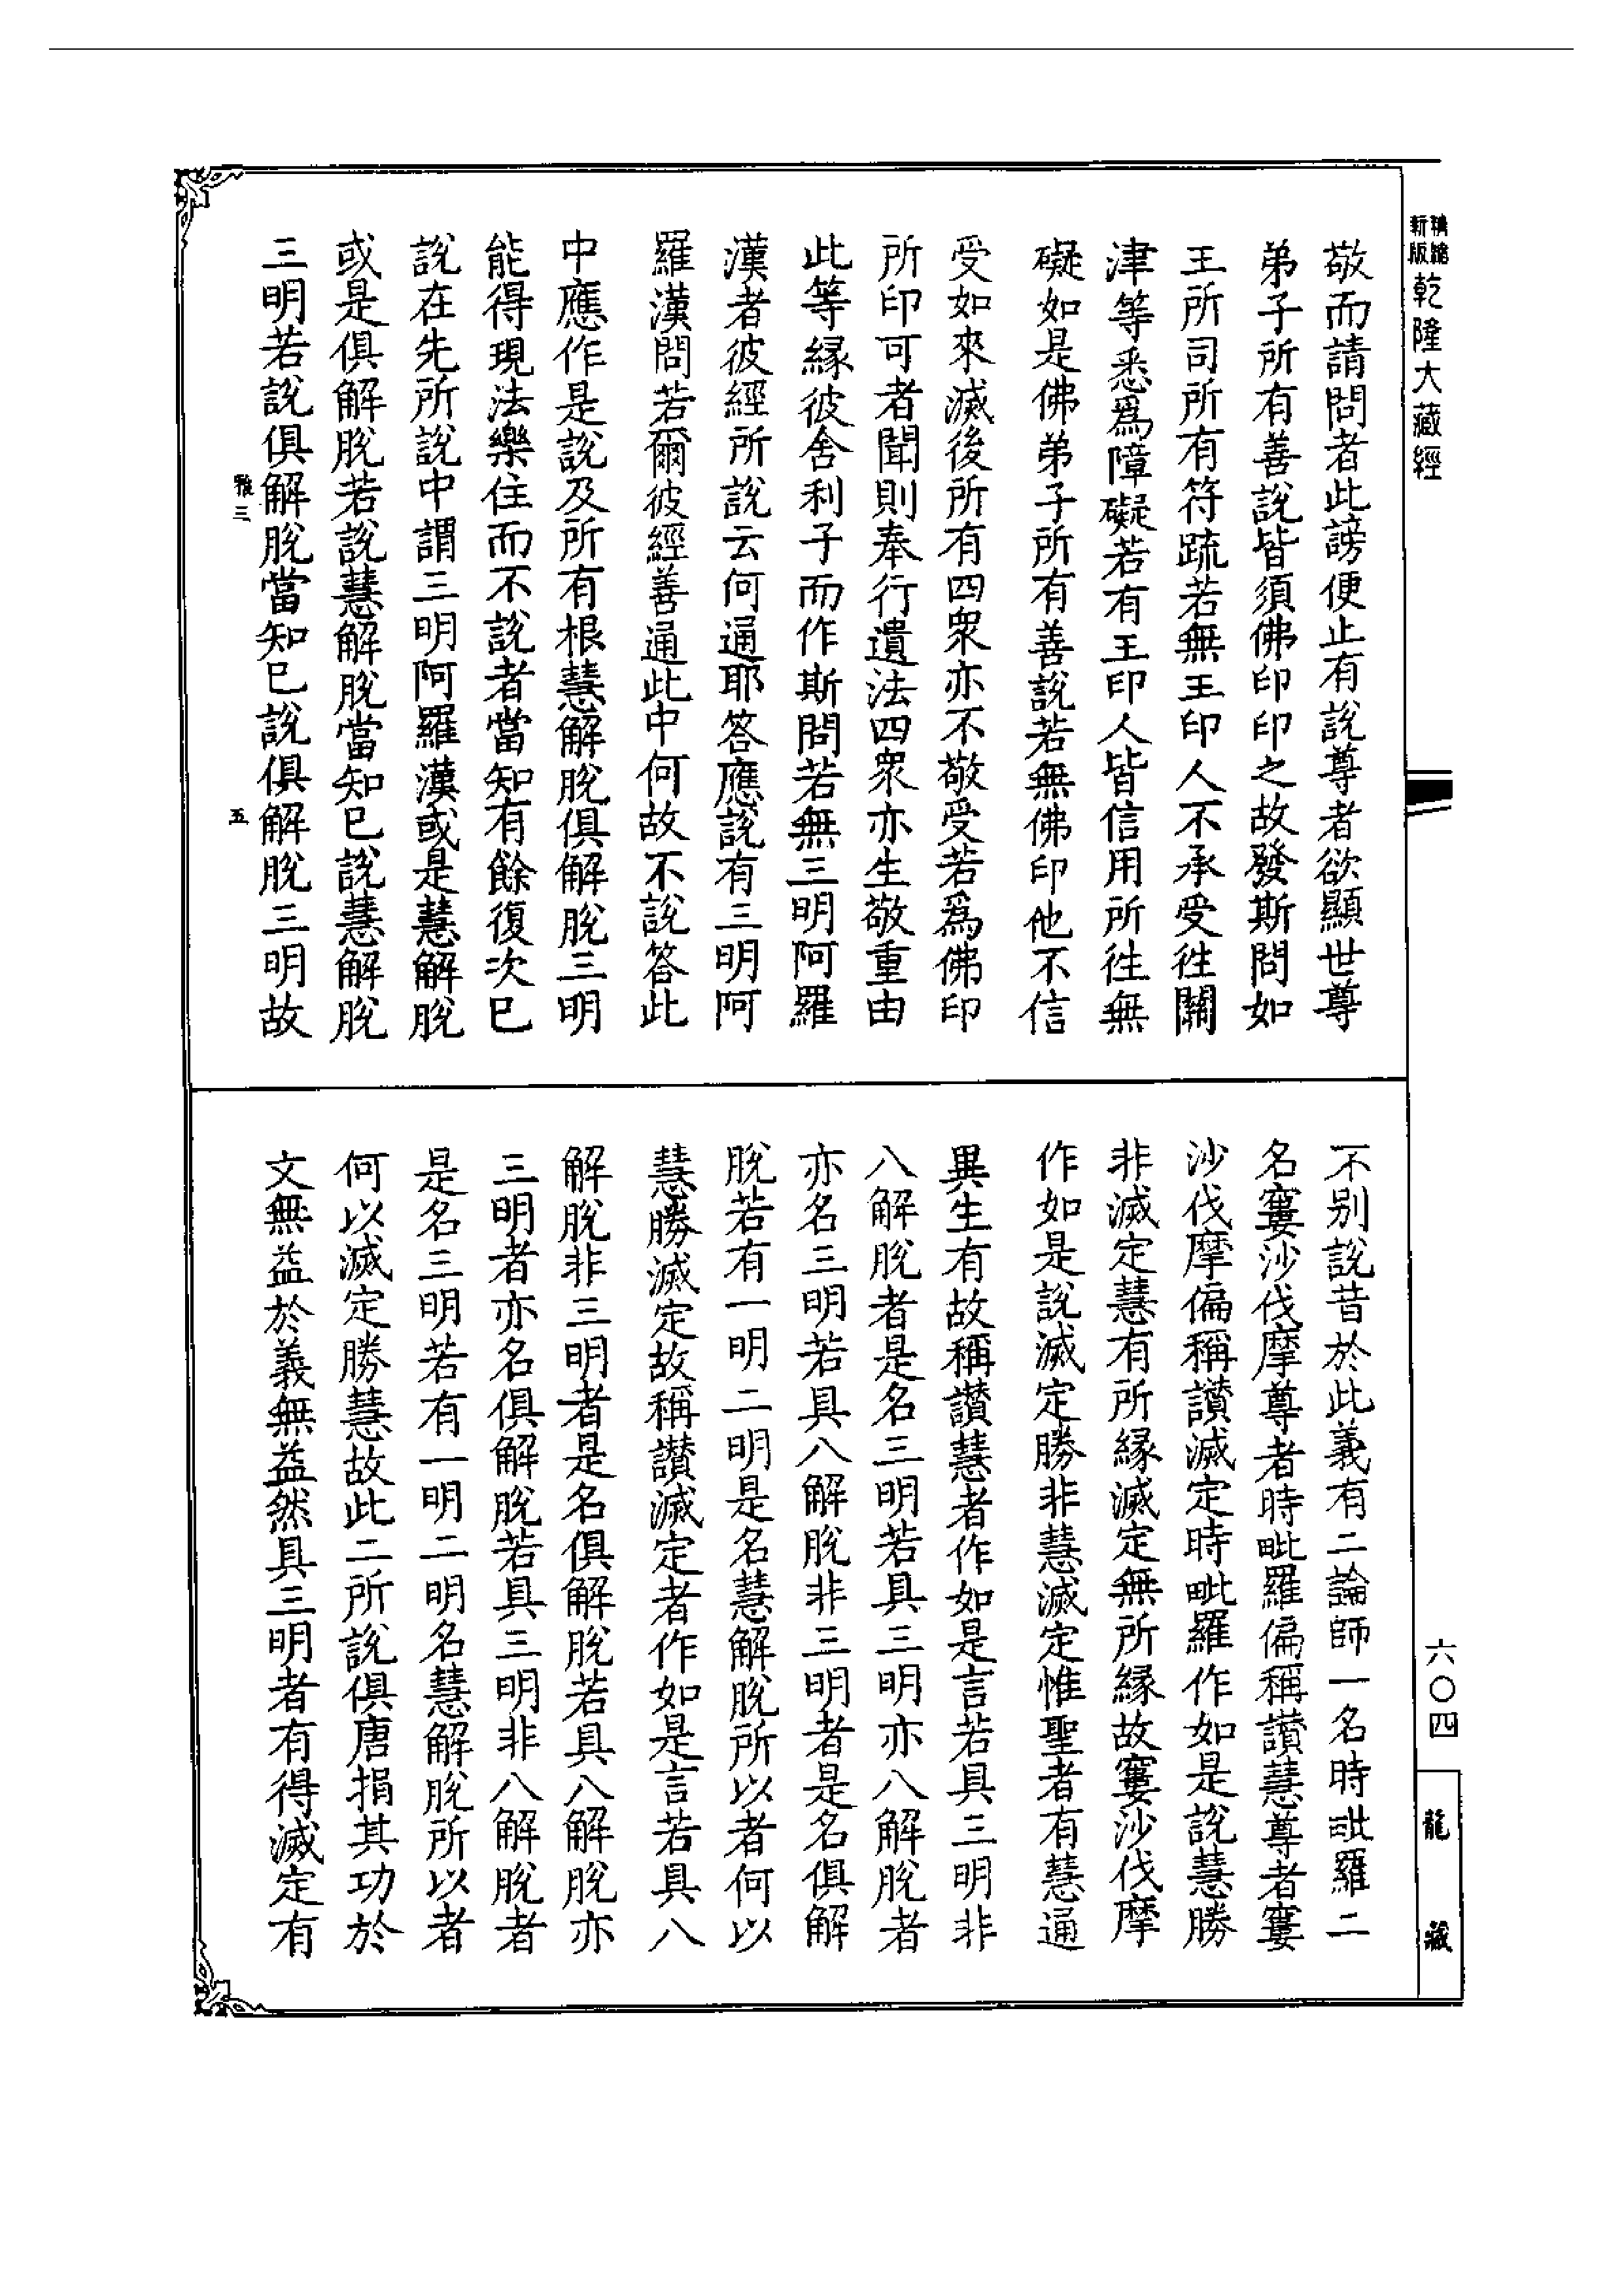 乾隆大藏經
敬而請問者此謗便止有說尊者欲顯世尊
弟子所有善說皆須佛印印之故發斯問如
王所司所有符䟽若無王印人不承受徃關
津等悉為障礙若有王印人皆信用所徃無
礙如是佛弟子所有善說若無佛印他不信
受如來滅後所有四眾亦不敬受若為佛印
所印可者聞則奉行遺法四眾亦生敬重由
此等緣彼舍利子而作斯問若無三明阿羅
漢者彼經所說云何通耶答應說有三明阿
羅漢問若爾彼經善通此中何故不說答此
中應作是說及所有根慧解脫俱解脫三明
能得現法樂住而不說者當知有餘復次已
說在先所說中謂三明阿羅漢或是慧解脫
或是俱解脫若說慧解脫當知已說慧解脫
三明若說俱解脫當知已說俱解脫三明故
雅三
五
不別說昔於此義有二論師一名時毗羅二
名窶沙伐摩尊者時毗羅偏稱讚慧尊者窶
沙伐摩偏稱讚滅定時毗羅作如是說慧勝
非滅定慧有所緣滅定無所緣故窶沙伐摩
作如是說滅定勝非慧滅定惟聖者有慧通
異生有故稱讚慧者作如是言若具三明非
八解脫者是名三明若具三明亦八解脫者
亦名三明若具八解脫非三明者是名俱解
脫若有一明二明是名慧解脫所以者何以
慧勝滅定故稱讚滅定者作如是言若具八
解脫非三明者是名俱解脫若具八解脫亦
三明者亦名俱解脫若具三明非八解脫者
是名三明若有一明二明名慧解脫所以者
何以滅定勝慧故此二所說俱唐捐其功於
文無益於義無益然具三明者有得滅定有
六〇四
龍藏